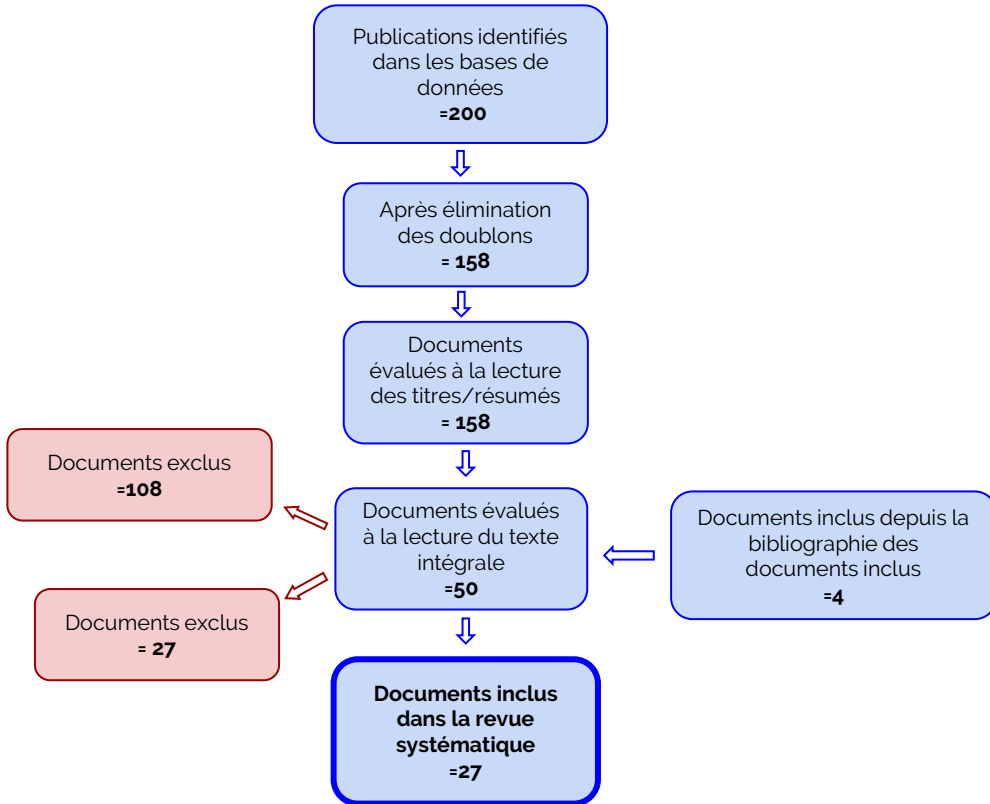 Publications identifiés
dans les bases de
données
=200
Après élimination
des doublons
= 158
Documents
évalués à la lecture
des titres/résumés
= 158
Documents exclus
=108
Documents évalués
à la lecture du texte
intégrale
=50
Documents inclus depuis la
bibliographie des
documents inclus
=4
Documents exclus
= 27
Documents inclus
dans la revue
systématique
=27